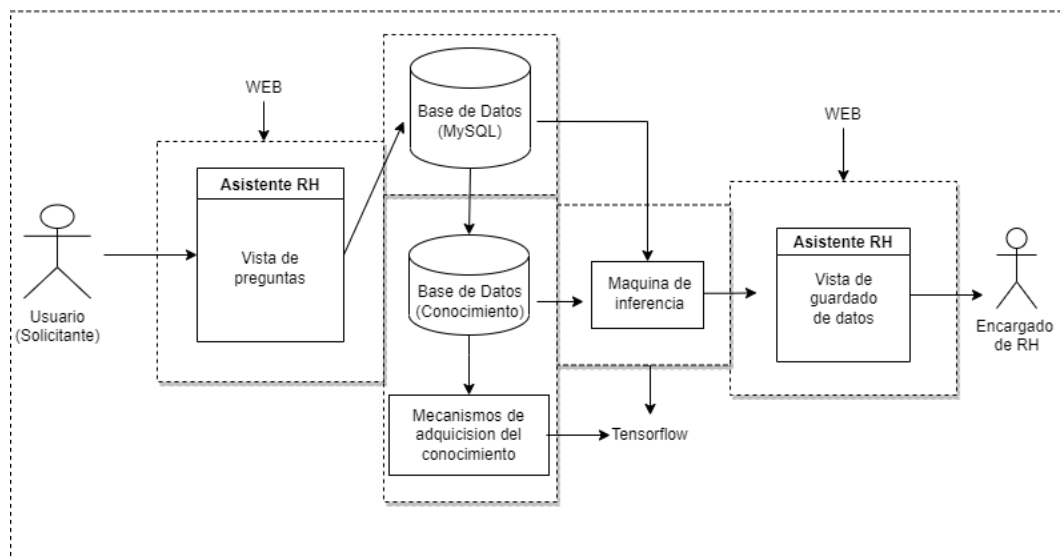 WEB
Asistente RH
Vista de
preguntas
Usuario
(Solicitante)
Base de Datos
(MySQL)
Base de Datos
(Conocimiento)
Mecanismos de
adquicision del
conocimiento
Maquina de
inferencia
Tensorflow
WEB
Asistente RH
Vista de
guardado
de datos
Encargado
de RH